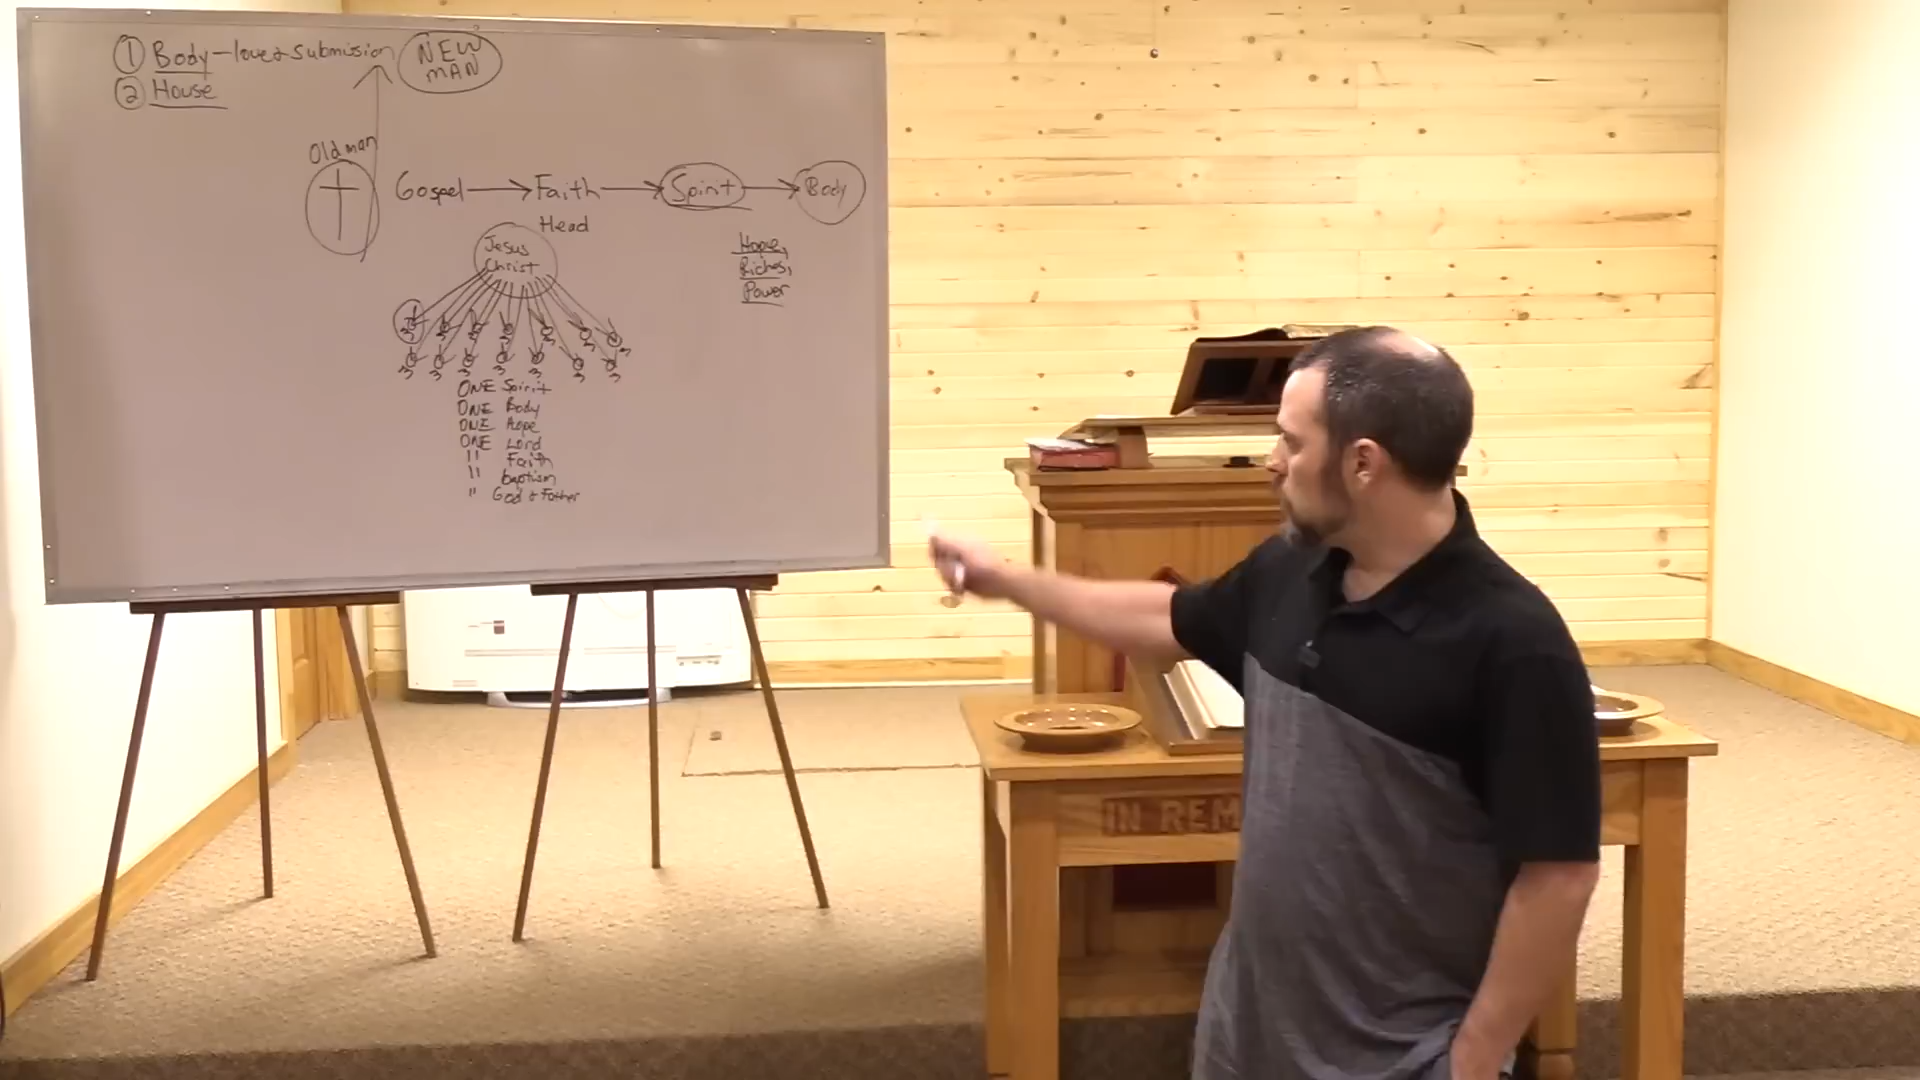 ① Body - love & submission
NEW
MAN
② House
Old man
Gospel → Faith → Spirit → Body
Head
Jesus
Christ
Hope,
Riches,
Power
ONE Spirit
ONE Body
ONE Hope
ONE Lord
" Faith
" baptism
" God & Father
IN REM